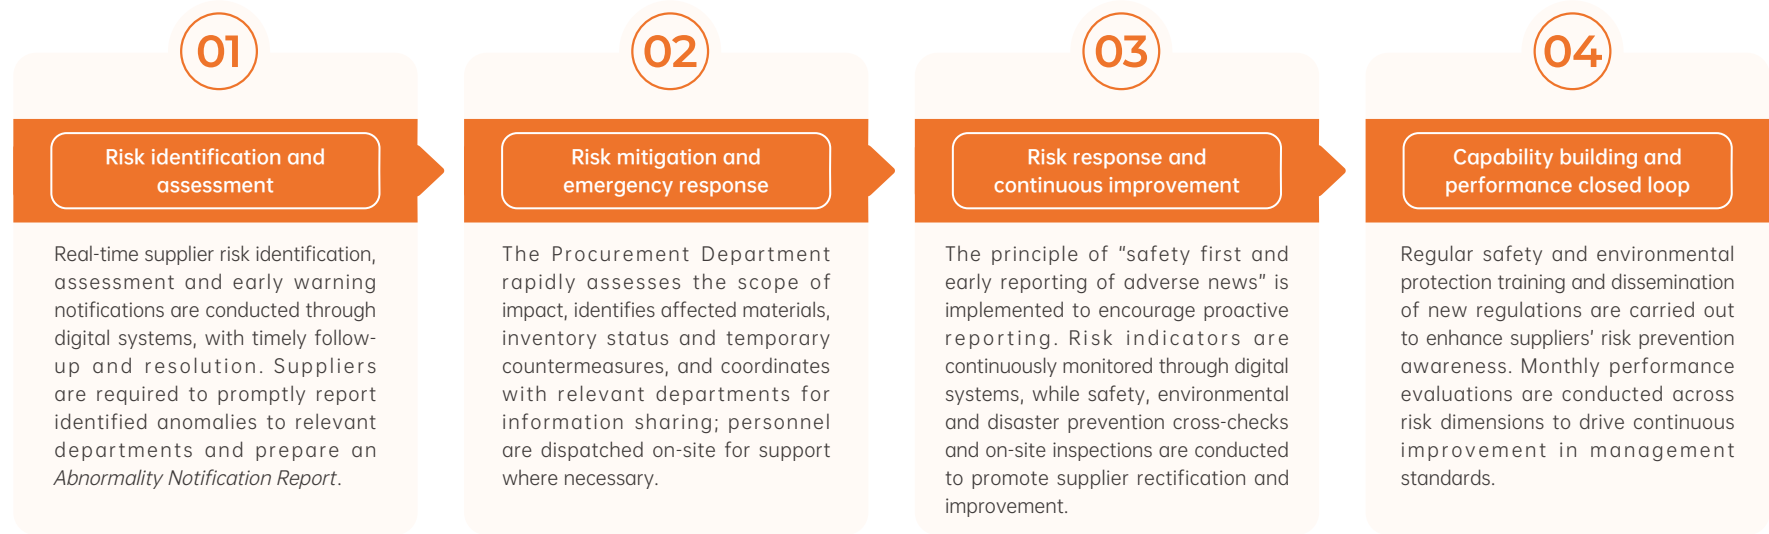 01
Risk identification and
assessment
Real-time supplier risk identification,
assessment and early warning
notifications are conducted through
digital systems, with timely follow-
up and resolution. Suppliers
are required to promptly report
identified anomalies to relevant
departments and prepare an
Abnormality Notification Report.
02
Risk mitigation and
emergency response
The Procurement Department
rapidly assesses the scope of
impact, identifies affected materials,
inventory status and temporary
countermeasures, and coordinates
with relevant departments for
information sharing; personnel
are dispatched on-site for support
where necessary.
03
Risk response and
continuous improvement
The principle of “safety first and
early reporting of adverse news” is
implemented to encourage proactive
reporting. Risk indicators are
continuously monitored through digital
systems, while safety, environmental
and disaster prevention cross-checks
and on-site inspections are conducted
to promote supplier rectification and
improvement.
04
Capability building and
performance closed loop
Regular safety and environmental
protection training and dissemination
of new regulations are carried out
to enhance suppliers’ risk prevention
awareness. Monthly performance
evaluations are conducted across
risk dimensions to drive continuous
improvement in management
standards.